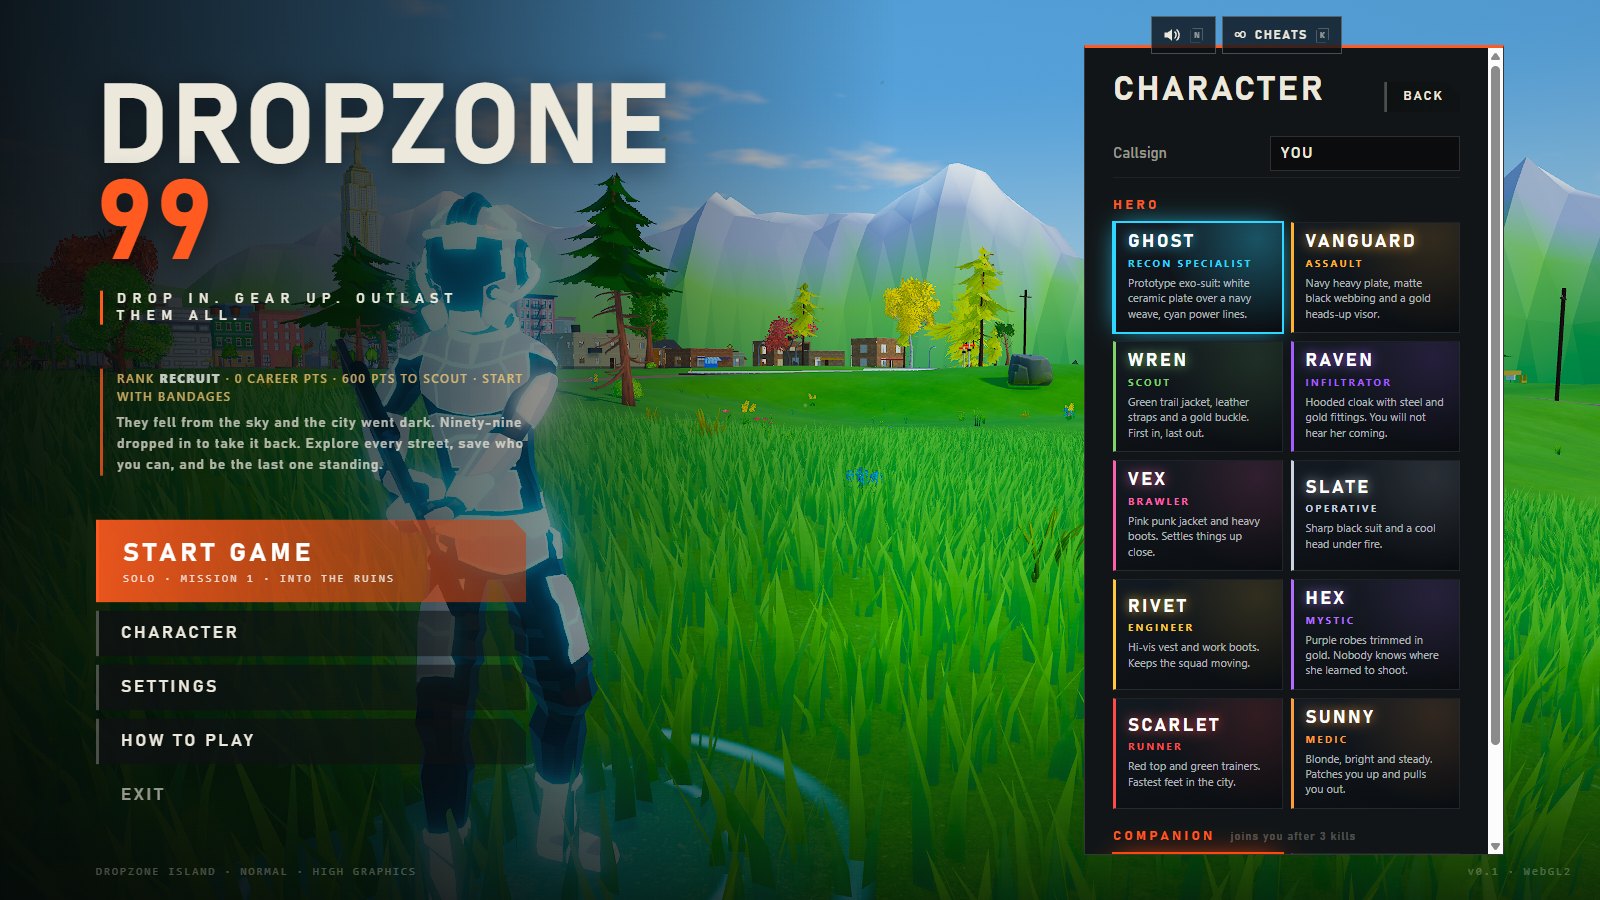 DROPZONE
99
DROP IN. GEAR UP. OUTLAST
THEM ALL.
RANK RECRUIT · 0 CAREER PTS · 600 PTS TO SCOUT · START
WITH BANDAGES
They fell from the sky and the city went dark. Ninety-nine
dropped in to take it back. Explore every street, save who
you can, and be the last one standing.
START GAME
SOLO · MISSION 1 · INTO THE RUINS
CHARACTER
SETTINGS
HOW TO PLAY
EXIT
DROPZONE ISLAND · NORMAL · HIGH GRAPHICS
N
CHEATS K
CHARACTER
BACK
Callsign
YOU
HERO
GHOST
RECON SPECIALIST
Prototype exo-suit: white
ceramic plate over a navy
weave, cyan power lines.
VANGUARD
ASSAULT
Navy heavy plate, matte
black webbing and a gold
heads-up visor.
WREN
SCOUT
Green trail jacket, leather
straps and a gold buckle.
First in, last out.
RAVEN
INFILTRATOR
Hooded cloak with steel and
gold fittings. You will not
hear her coming.
VEX
BRAWLER
Pink punk jacket and heavy
boots. Settles things up
close.
SLATE
OPERATIVE
Sharp black suit and a cool
head under fire.
RIVET
ENGINEER
Hi-vis vest and work boots.
Keeps the squad moving.
HEX
MYSTIC
Purple robes trimmed in
gold. Nobody knows where
she learned to shoot.
SCARLET
RUNNER
Red top and green trainers.
Fastest feet in the city.
SUNNY
MEDIC
Blonde, bright and steady.
Patches you up and pulls
you out.
COMPANION joins you after 3 kills
v0.1 · WebGL2